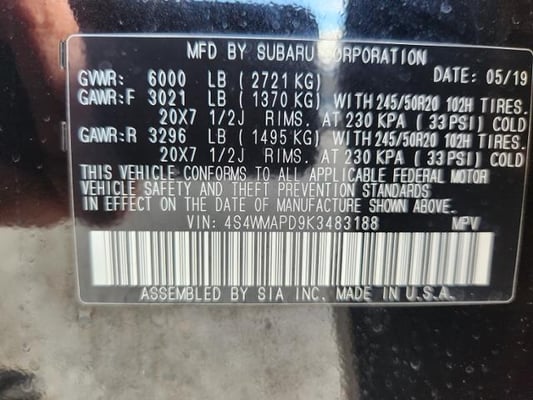 MFD BY SUBARU CORPORATION
GVWR: 6000 LB (2721 KG) DATE: 05/19
GAWR:F 3021 LB (1370 KG) WITH 245/50R20 102H TIRES.
20X7 1/2J RIMS. AT 230 KPA (33 PSI) COLD
GAWR:R 3296 LB (1495 KG) WITH 245/50R20 102H TIRES.
20X7 1/2J RIMS. AT 230 KPA (33 PSI) COLD
THIS VEHICLE CONFORMS TO ALL APPLICABLE FEDERAL MOTOR
VEHICLE SAFETY AND THEFT PREVENTION STANDARDS
IN EFFECT ON THE DATE OF MANUFACTURE SHOWN ABOVE.
VIN: 4S4WMAPD9K3483188 MPV
ASSEMBLED BY SIA INC. MADE IN U.S.A.